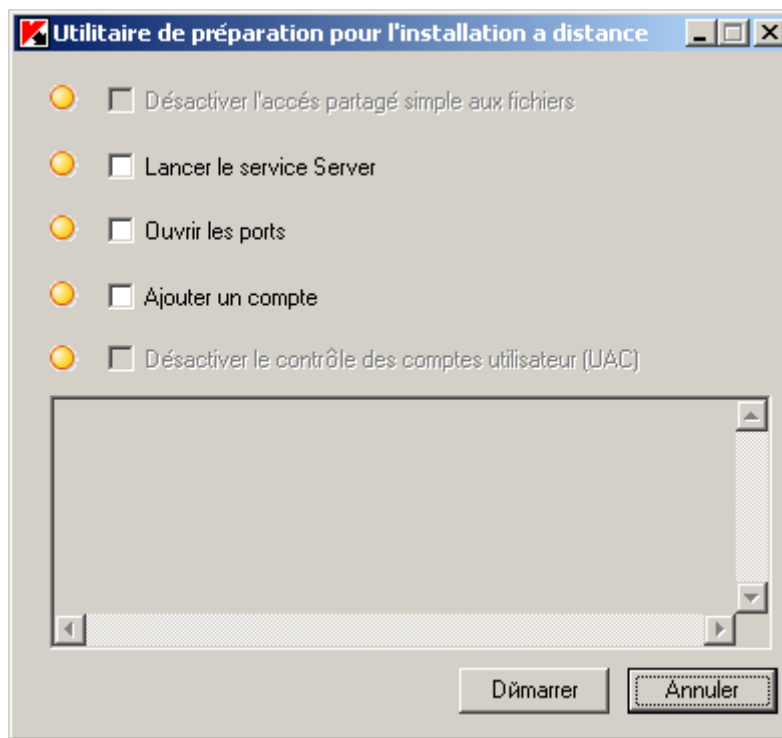 Utilitaire de préparation pour l'installation a distance
Désactiver l'accés partagé simple aux fichiers
Lancer le service Server
Ouvrir les ports
Ajouter un compte
Désactiver le contrôle des comptes utilisateur (UAC)
Dйmarrer
Annuler